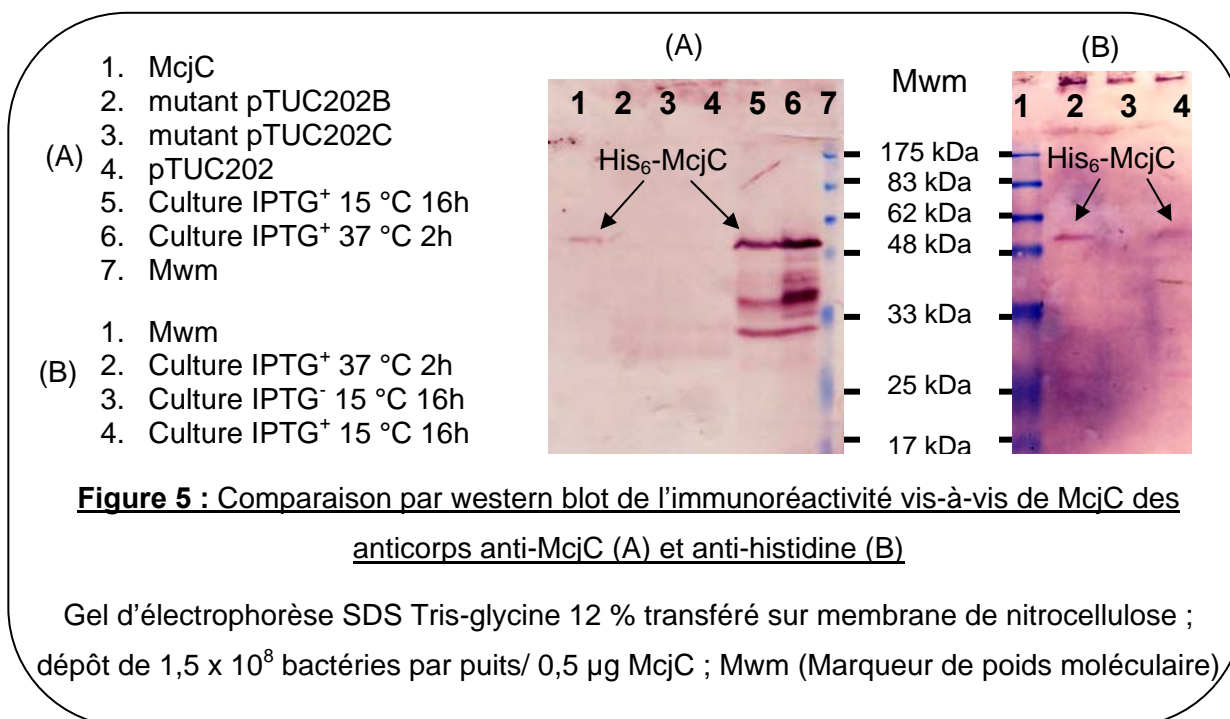 (A)
1. McjC
2. mutant pTUC202B
3. mutant pTUC202C
4. pTUC202
5. Culture IPTG⁺ 15 °C 16h
6. Culture IPTG⁺ 37 °C 2h
7. Mwm
(B)
1. Mwm
2. Culture IPTG⁺ 37 °C 2h
3. Culture IPTG⁻ 15 °C 16h
4. Culture IPTG⁺ 15 °C 16h
(A)
1 2 3 4 5 6 7
His₆-McjC
Mwm
175 kDa
83 kDa
62 kDa
48 kDa
33 kDa
25 kDa
17 kDa
(B)
1 2 3 4
His₆-McjC
Figure 5 : Comparaison par western blot de l’immunoréactivité vis-à-vis de McjC des
anticorps anti-McjC (A) et anti-histidine (B)
Gel d’électrophorèse SDS Tris-glycine 12 % transféré sur membrane de nitrocellulose ;
dépôt de 1,5 x 10⁸ bactéries par puits/ 0,5 µg McjC ; Mwm (Marqueur de poids moléculaire)